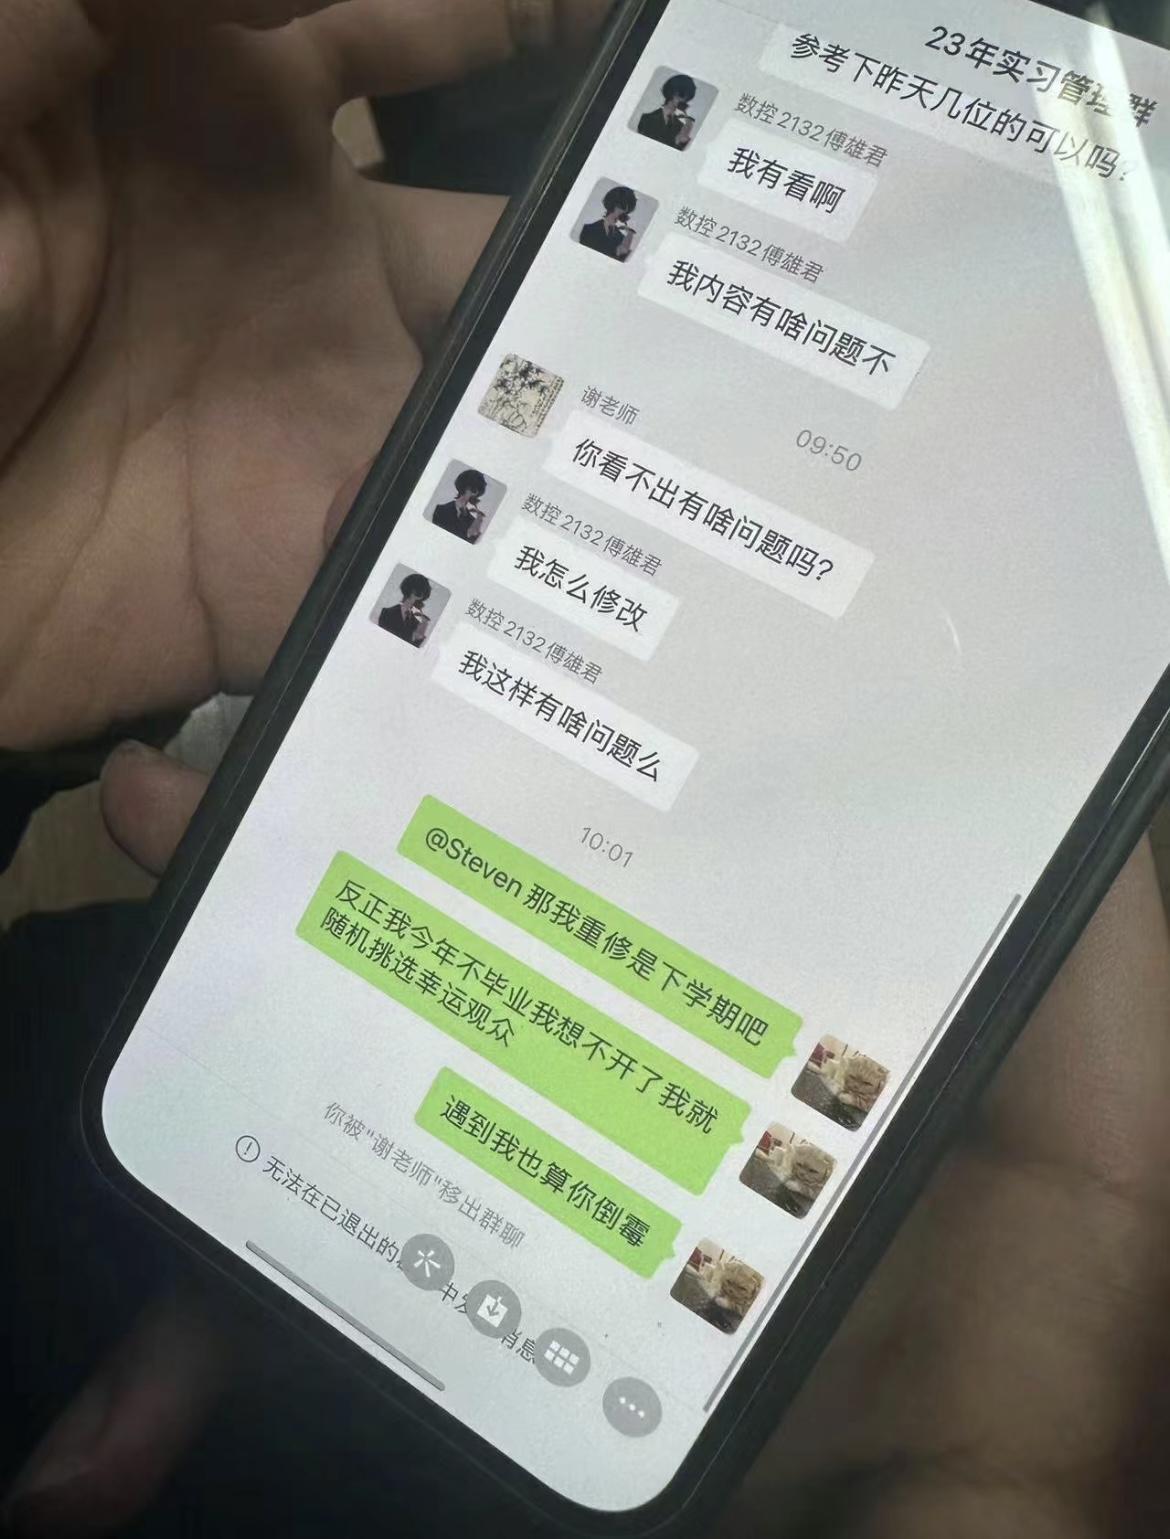 23年实习管理群
参考下昨天几位的可以吗?
数控2132傅雄君
我有看啊
数控2132傅雄君
我内容有啥问题不
09:50
谢老师
你看不出有啥问题吗?
数控2132傅雄君
我怎么修改
数控2132傅雄君
我这样有啥问题么
10:01
@Steven 那我重修是下学期吧
反正我今年不毕业我想不开了我就
随机挑选幸运观众
遇到我也算你倒霉
你被"谢老师"移出群聊
无法在已退出的 中发 消息